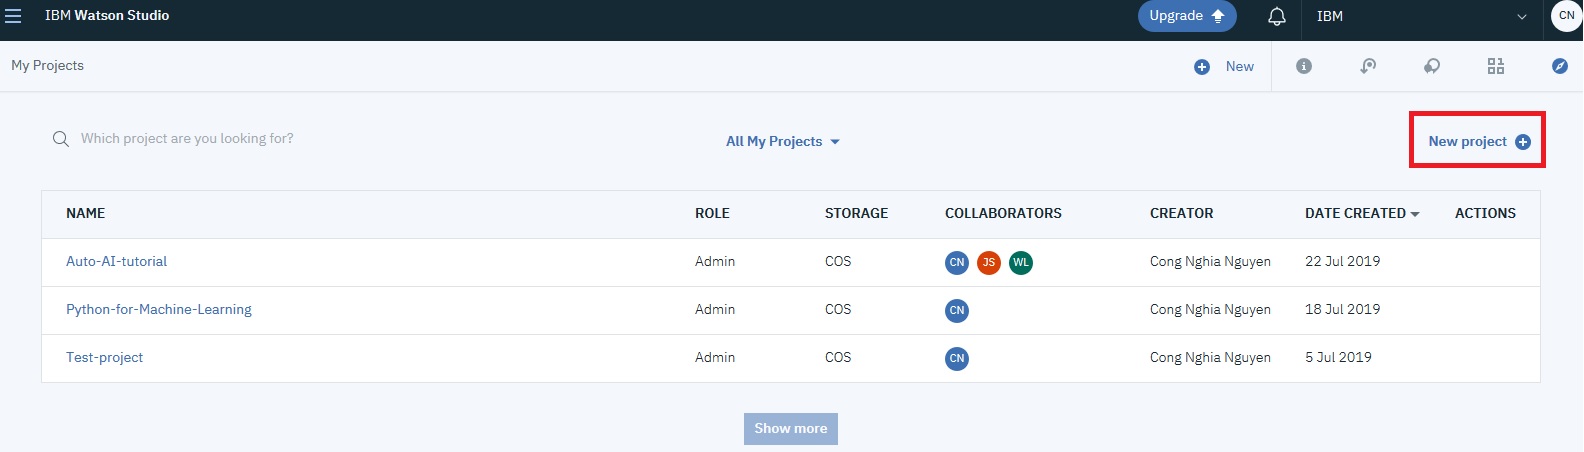 IBM Watson Studio Upgrade IBM CN
My Projects New
Which project are you looking for? All My Projects New project
NAME ROLE STORAGE COLLABORATORS CREATOR DATE CREATED ACTIONS
Auto-AI-tutorial Admin COS CN JS WL Cong Nghia Nguyen 22 Jul 2019
Python-for-Machine-Learning Admin COS CN Cong Nghia Nguyen 18 Jul 2019
Test-project Admin COS CN Cong Nghia Nguyen 5 Jul 2019
Show more